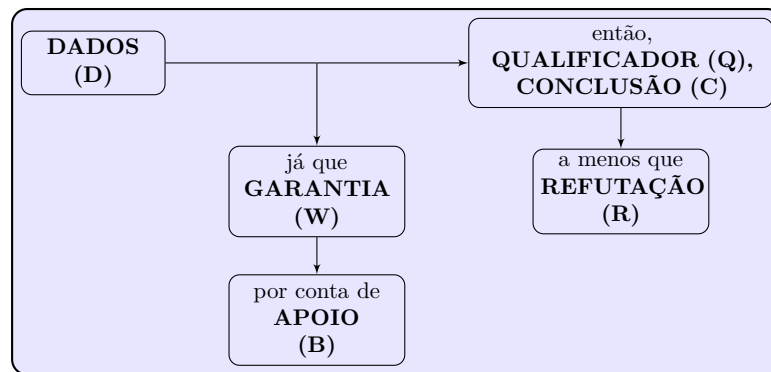 DADOS
(D)
então,
QUALIFICADOR (Q),
CONCLUSÃO (C)
já que
GARANTIA
(W)
a menos que
REFUTAÇÃO
(R)
por conta de
APOIO
(B)